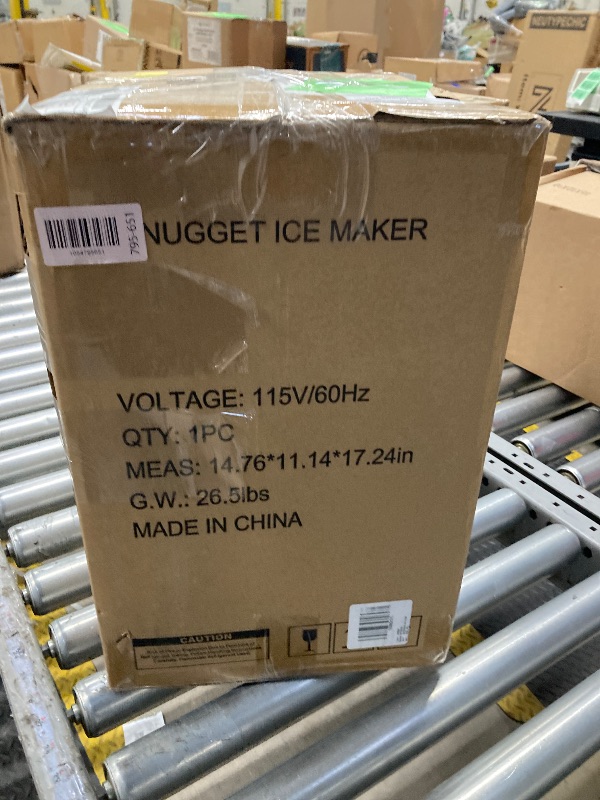 NEUTYPECHIC
795-651
NUGGET ICE MAKER
VOLTAGE: 115V/60Hz
QTY: 1PC
MEAS: 14.76*11.14*17.24in
G.W.: 26.5lbs
MADE IN CHINA
CAUTION